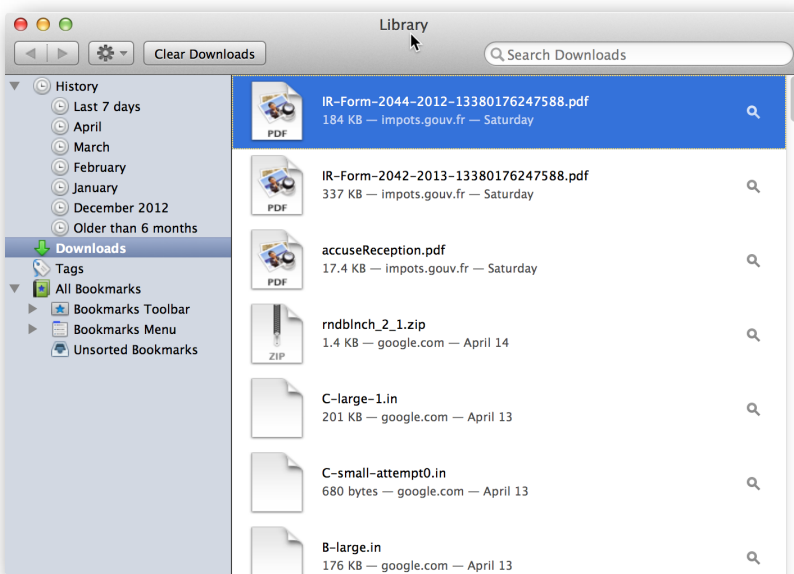 Library
Clear Downloads
Search Downloads
History
Last 7 days
April
March
February
January
December 2012
Older than 6 months
Downloads
Tags
All Bookmarks
Bookmarks Toolbar
Bookmarks Menu
Unsorted Bookmarks
PDF
IR-Form-2044-2012-13380176247588.pdf
184 KB — impots.gouv.fr — Saturday
PDF
IR-Form-2042-2013-13380176247588.pdf
337 KB — impots.gouv.fr — Saturday
PDF
accuseReception.pdf
17.4 KB — impots.gouv.fr — Saturday
ZIP
rndblnch_2_1.zip
1.4 KB — google.com — April 14
C-large-1.in
201 KB — google.com — April 13
C-small-attempt0.in
680 bytes — google.com — April 13
B-large.in
176 KB — google.com — April 13